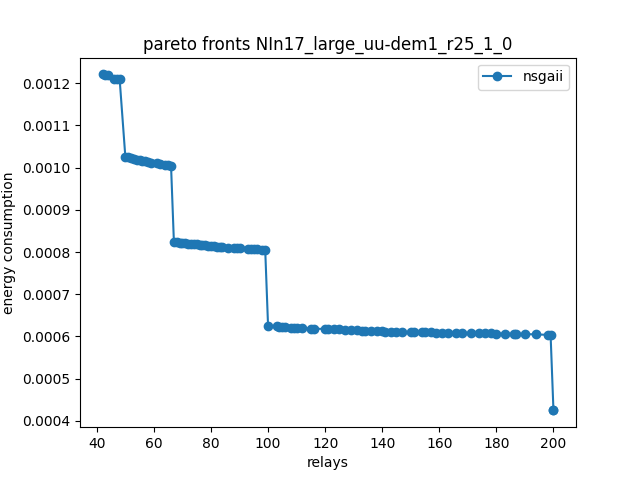 pareto fronts NIn17_large_uu-dem1_r25_1_0
nsgaii
energy consumption
0.0012
0.0011
0.0010
0.0009
0.0008
0.0007
0.0006
0.0005
0.0004
40 60 80 100 120 140 160 180 200
relays